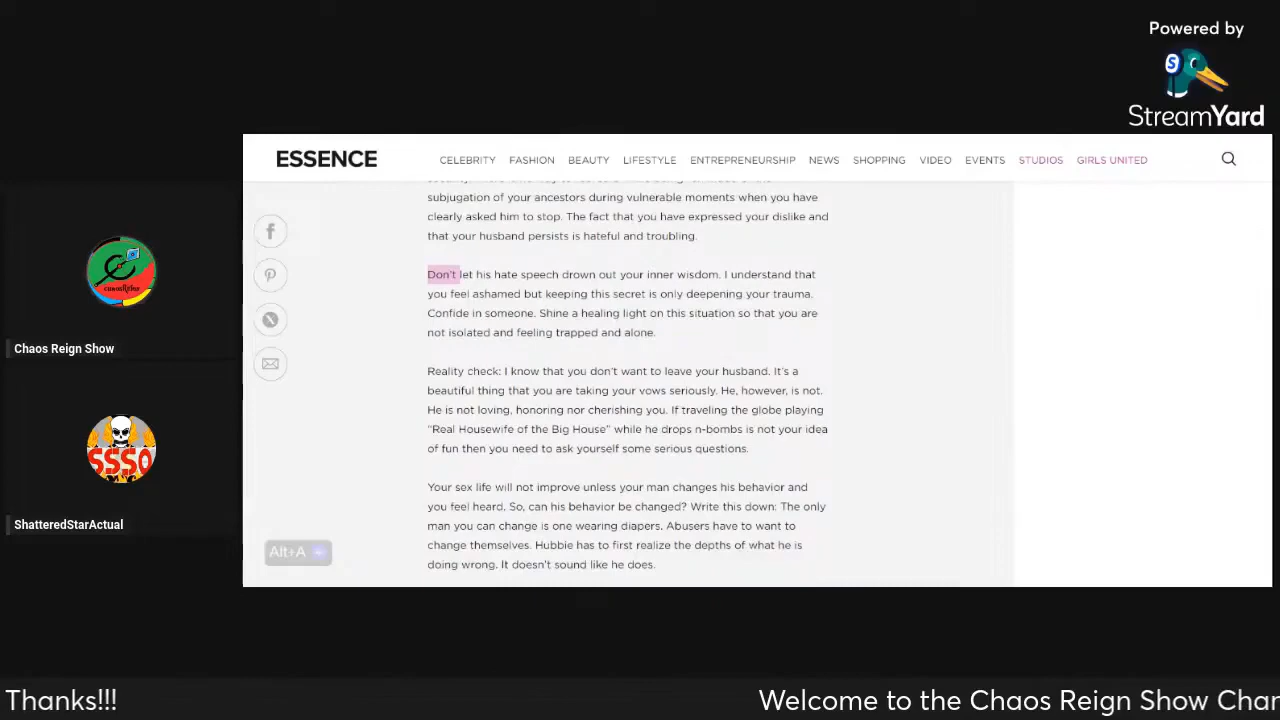 Powered by
StreamYard
ESSENCE
CELEBRITY FASHION BEAUTY LIFESTYLE ENTREPRENEURSHIP NEWS SHOPPING VIDEO EVENTS STUDIOS GIRLS UNITED
subjugation of your ancestors during vulnerable moments when you have
clearly asked him to stop. The fact that you have expressed your dislike and
that your husband persists is hateful and troubling.
Don't let his hate speech drown out your inner wisdom. I understand that
you feel ashamed but keeping this secret is only deepening your trauma.
Confide in someone. Shine a healing light on this situation so that you are
not isolated and feeling trapped and alone.
Reality check: I know that you don't want to leave your husband. It's a
beautiful thing that you are taking your vows seriously. He, however, is not.
He is not loving, honoring nor cherishing you. If traveling the globe playing
"Real Housewife of the Big House" while he drops n-bombs is not your idea
of fun then you need to ask yourself some serious questions.
Your sex life will not improve unless your man changes his behavior and
you feel heard. So, can his behavior be changed? Write this down: The only
man you can change is one wearing diapers. Abusers have to want to
change themselves. Hubbie has to first realize the depths of what he is
doing wrong. It doesn't sound like he does.
Alt+A
Chaos Reign Show
SSSO
ShatteredStarActual
Thanks!!!
Welcome to the Chaos Reign Show Chan